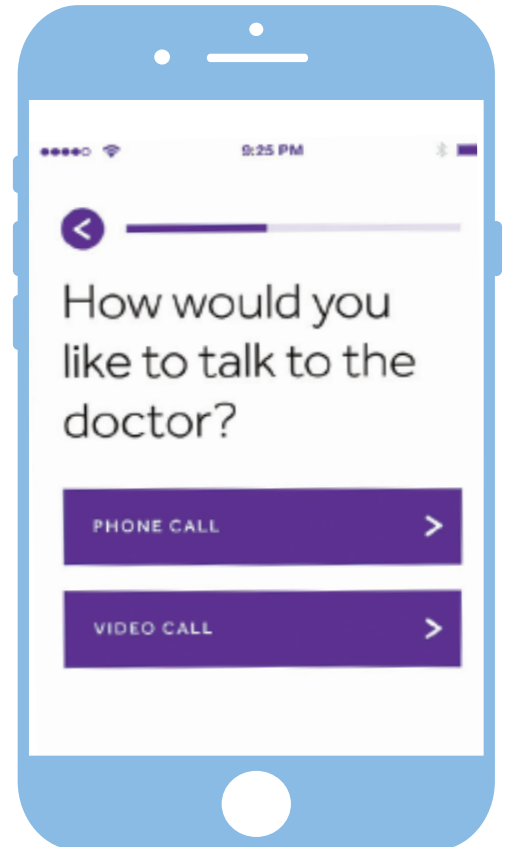 9:25 PM
How would you
like to talk to the
doctor?
PHONE CALL
VIDEO CALL